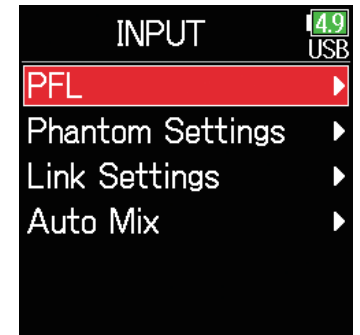 INPUT
4.9
USB
PFL
Phantom Settings
Link Settings
Auto Mix